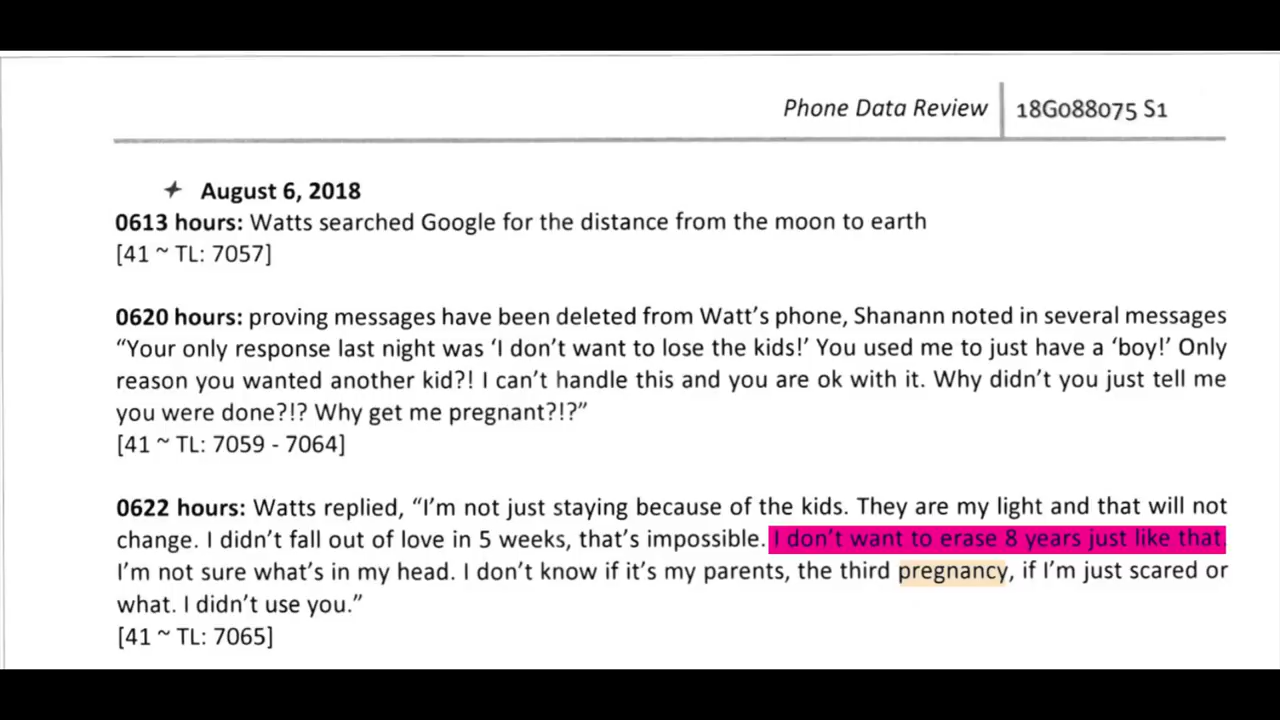 Phone Data Review 18G088075 S1
August 6, 2018
0613 hours: Watts searched Google for the distance from the moon to earth
[41 ~ TL: 7057]
0620 hours: proving messages have been deleted from Watt’s phone, Shanann noted in several messages
“Your only response last night was ‘I don’t want to lose the kids!’ You used me to just have a ‘boy!’ Only
reason you wanted another kid?! I can’t handle this and you are ok with it. Why didn’t you just tell me
you were done?!? Why get me pregnant?!?”
[41 ~ TL: 7059 - 7064]
0622 hours: Watts replied, “I’m not just staying because of the kids. They are my light and that will not
change. I didn’t fall out of love in 5 weeks, that’s impossible. I don’t want to erase 8 years just like that.
I’m not sure what’s in my head. I don’t know if it’s my parents, the third pregnancy, if I’m just scared or
what. I didn’t use you.”
[41 ~ TL: 7065]